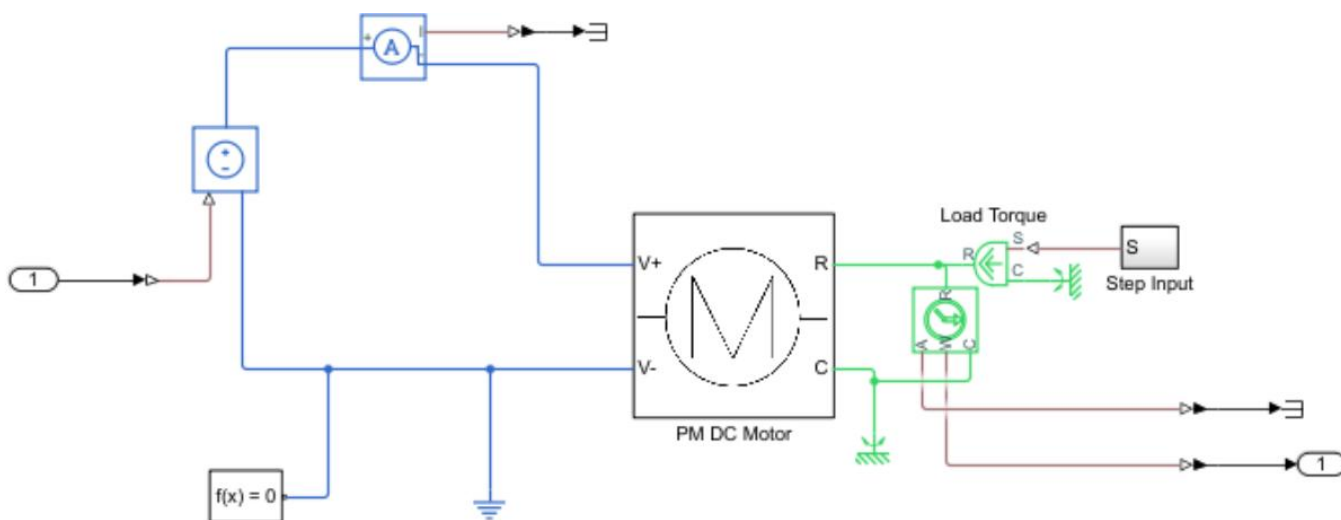 +
I
-
A
+
-
1
V+
V-
R
C
PM DC Motor
Load Torque
R
S
C
S
Step Input
R
A
W
C
1
f(x) = 0